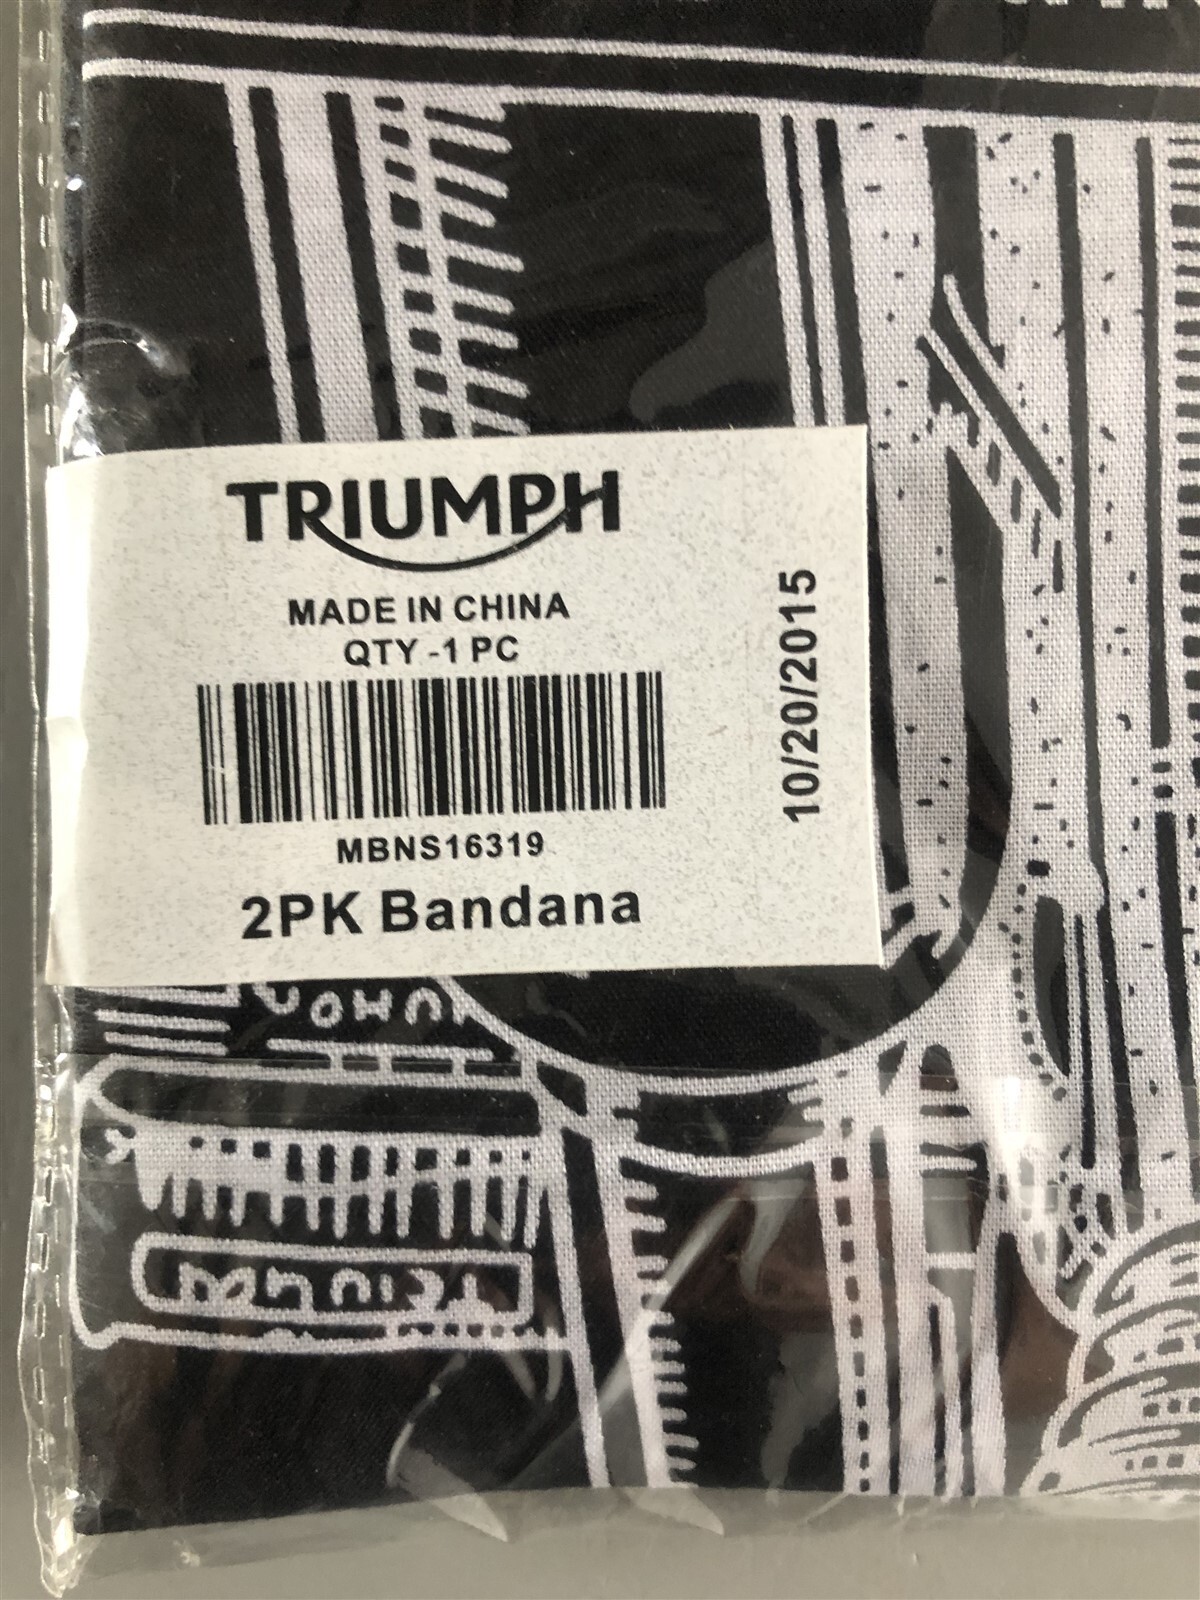 TRIUMPH
MADE IN CHINA
QTY -1 PC
MBNS16319
2PK Bandana
10/20/2015